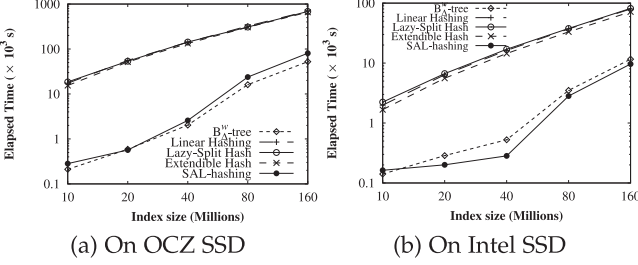 1000
100
10
1
0.1
Elapsed Time (× 10³ s)
B_A^W-tree
Linear Hashing
Lazy-Split Hash
Extendible Hash
SAL-hashing
10 20 40 80 160
Index size (Millions)
(a) On OCZ SSD
100
10
1
0.1
Elapsed Time (× 10³ s)
-tree
Linear Hashing
Lazy-Split Hash
Extendible Hash
SAL-hashing
10 20 40 80 160
Index size (Millions)
(b) On Intel SSD